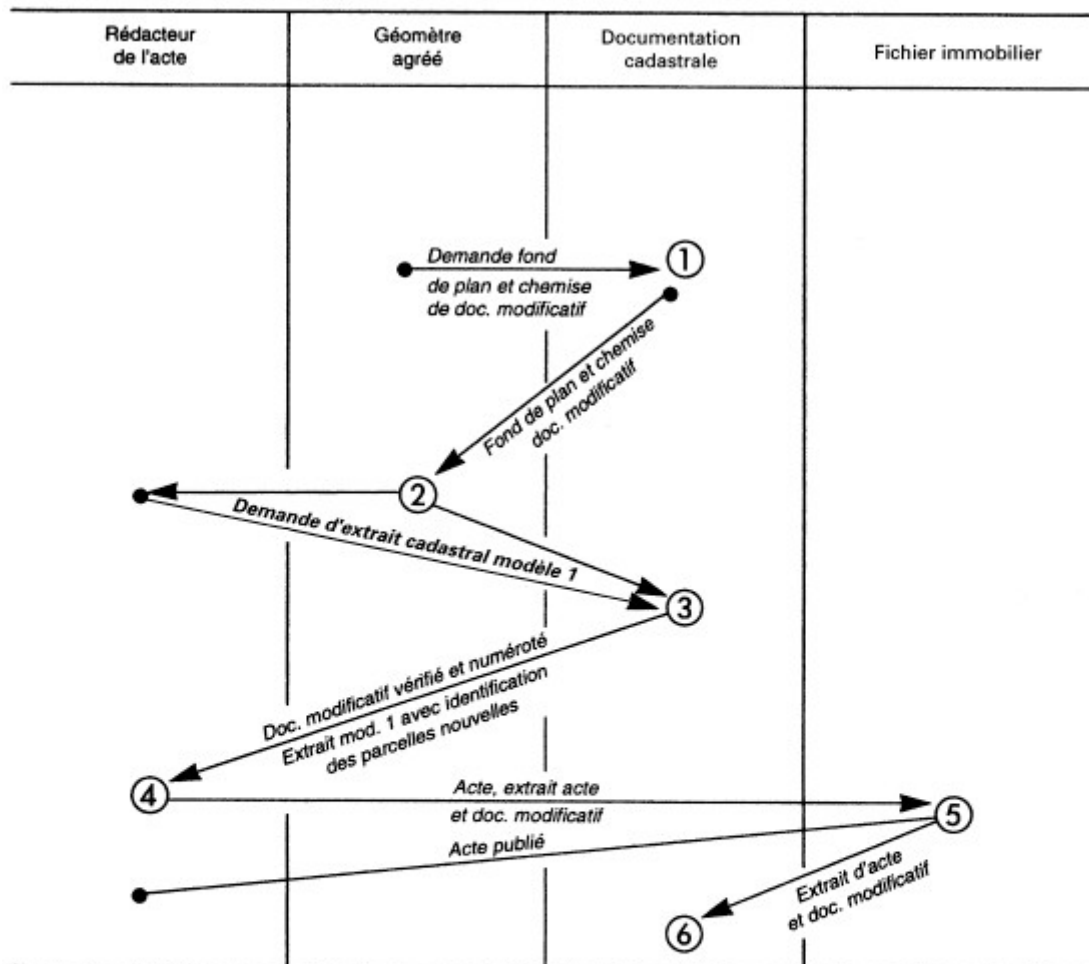 Rédacteur
de l'acte
Géomètre
agréé
Documentation
cadastrale
Fichier immobilier
Demande fond
de plan et chemise
de doc. modificatif
1
Fond de plan et chemise
doc. modificatif
2
Demande d'extrait cadastral modèle 1
3
Doc. modificatif vérifié et numéroté
Extrait mod. 1 avec identification
des parcelles nouvelles
4
Acte, extrait acte
et doc. modificatif
5
Acte publié
Extrait d'acte
et doc. modificatif
6